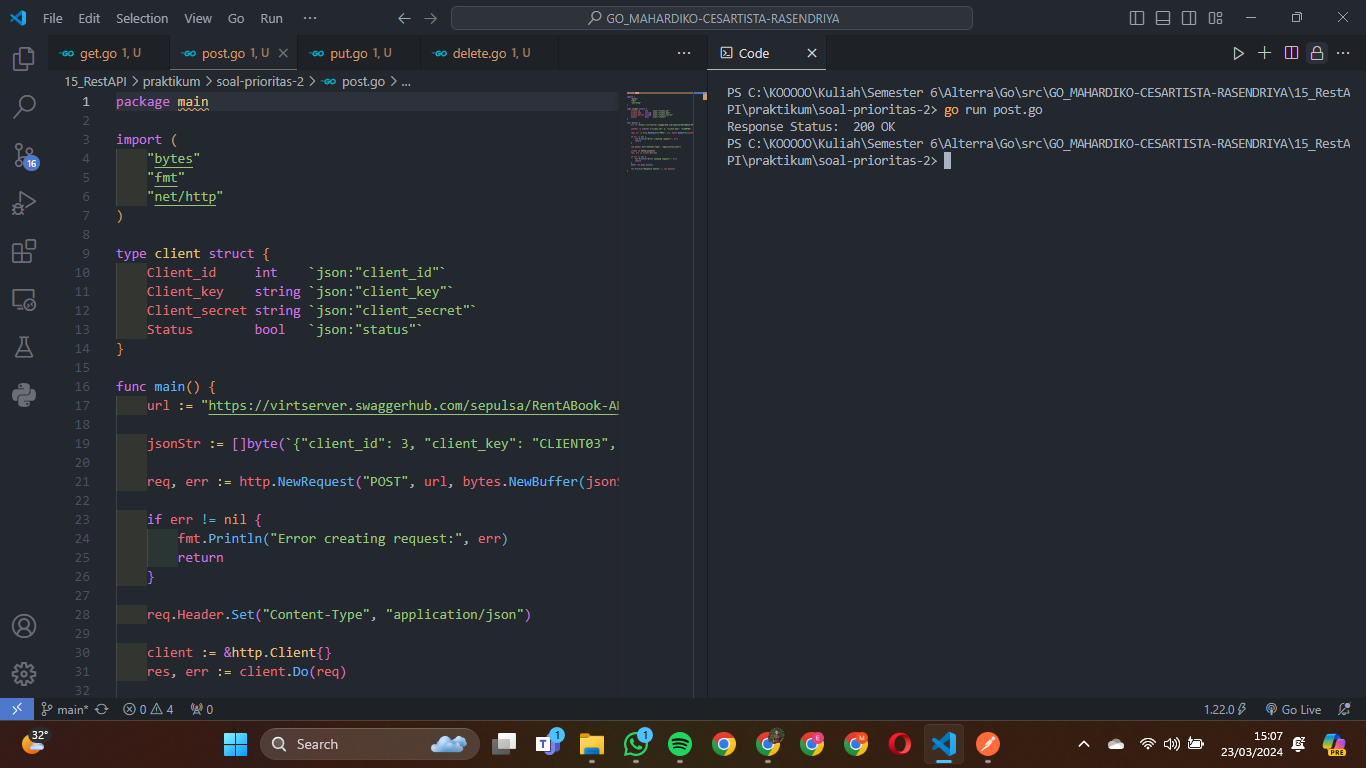 File Edit Selection View Go Run ···
GO_MAHARDIKO-CESARTISTA-RASENDRIYA
get.go 1, U
post.go 1, U
put.go 1, U
delete.go 1, U
Code
15_RestAPI > praktikum > soal-prioritas-2 > post.go > ...
1 package main
2
3 import (
4 "bytes"
5 "fmt"
6 "net/http"
7 )
8
9 type client struct {
10 Client_id int `json:"client_id"`
11 Client_key string `json:"client_key"`
12 Client_secret string `json:"client_secret"`
13 Status bool `json:"status"`
14 }
15
16 func main() {
17 url := "https://virtserver.swaggerhub.com/sepulsa/RentABook-A
18
19 jsonStr := []byte(`{"client_id": 3, "client_key": "CLIENT03",
20
21 req, err := http.NewRequest("POST", url, bytes.NewBuffer(json
22
23 if err != nil {
24 fmt.Println("Error creating request:", err)
25 return
26 }
27
28 req.Header.Set("Content-Type", "application/json")
29
30 client := &http.Client{}
31 res, err := client.Do(req)
32
PS C:\KOOOOO\Kuliah\Semester 6\Alterra\Go\src\GO_MAHARDIKO-CESARTISTA-RASENDRIYA\15_RestA
PI\praktikum\soal-prioritas-2> go run post.go
Response Status:  200 OK
PS C:\KOOOOO\Kuliah\Semester 6\Alterra\Go\src\GO_MAHARDIKO-CESARTISTA-RASENDRIYA\15_RestA
PI\praktikum\soal-prioritas-2>
16
main* 0 4 0
1.22.0 Go Live
32°
Search
1
1
E
M
15:07
23/03/2024
PRE